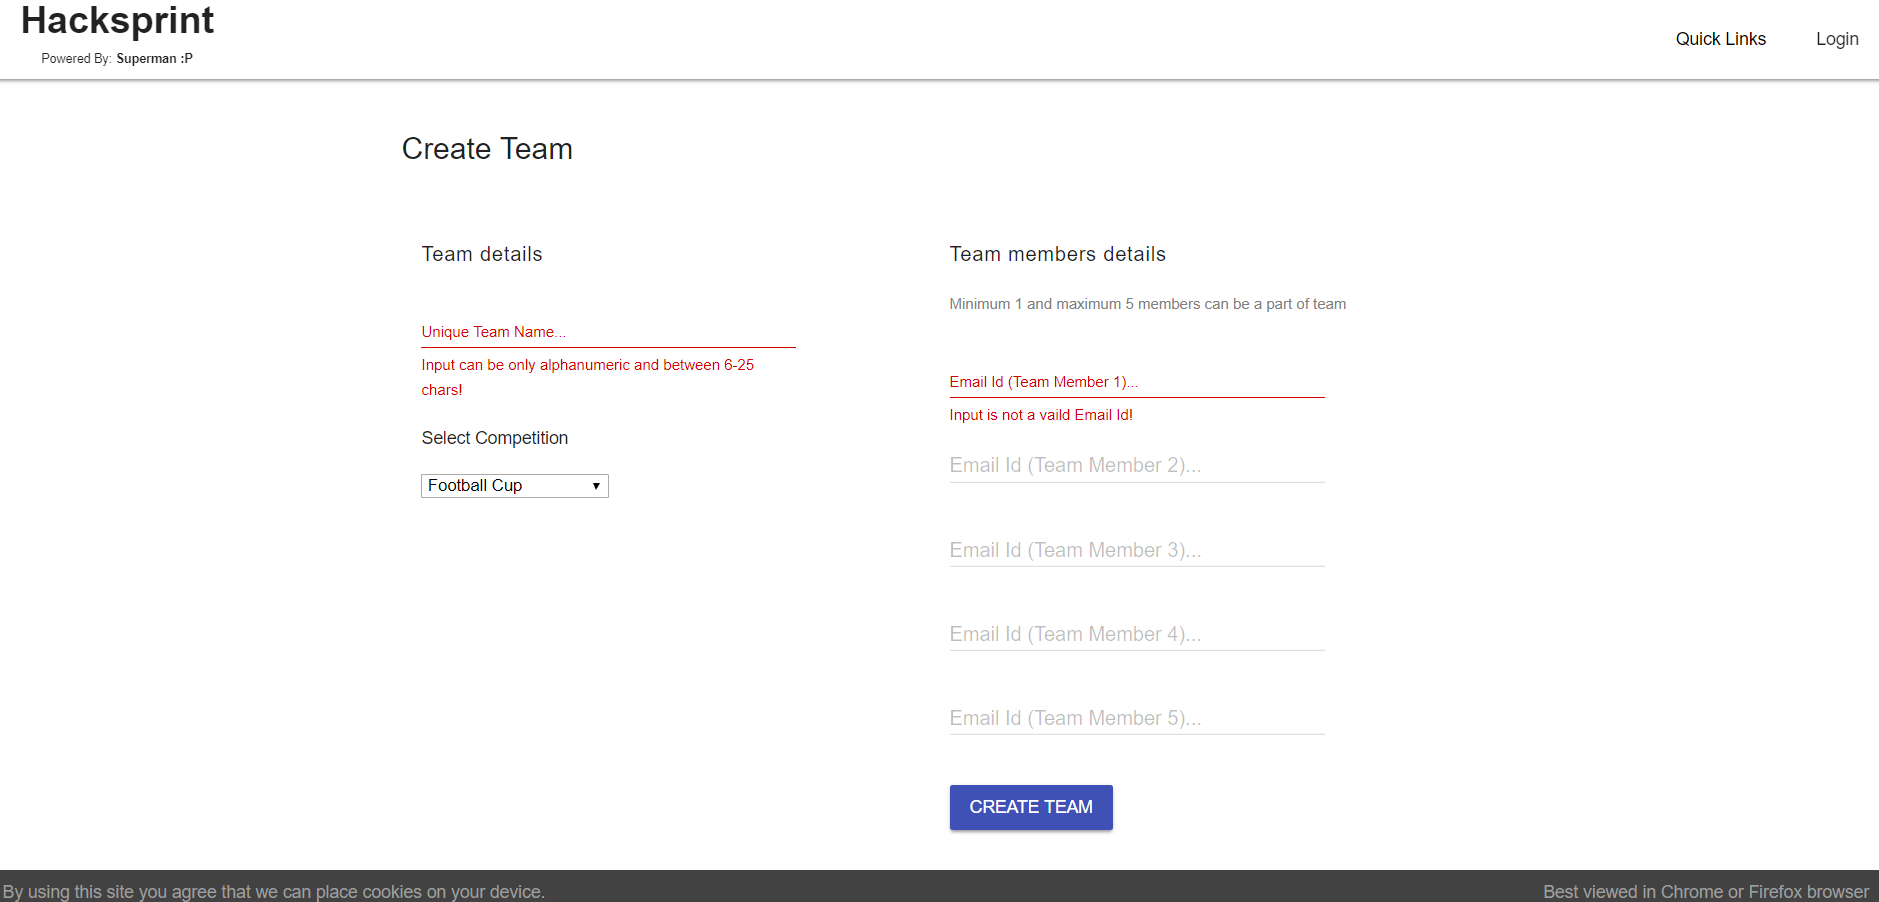 Hacksprint
Powered By: Superman :P
Quick Links
Login
Create Team
Team details
Unique Team Name...
Input can be only alphanumeric and between 6-25
chars!
Select Competition
Football Cup
Team members details
Minimum 1 and maximum 5 members can be a part of team
Email Id (Team Member 1)...
Input is not a vaild Email Id!
Email Id (Team Member 2)...
Email Id (Team Member 3)...
Email Id (Team Member 4)...
Email Id (Team Member 5)...
CREATE TEAM
By using this site you agree that we can place cookies on your device.
Best viewed in Chrome or Firefox browser